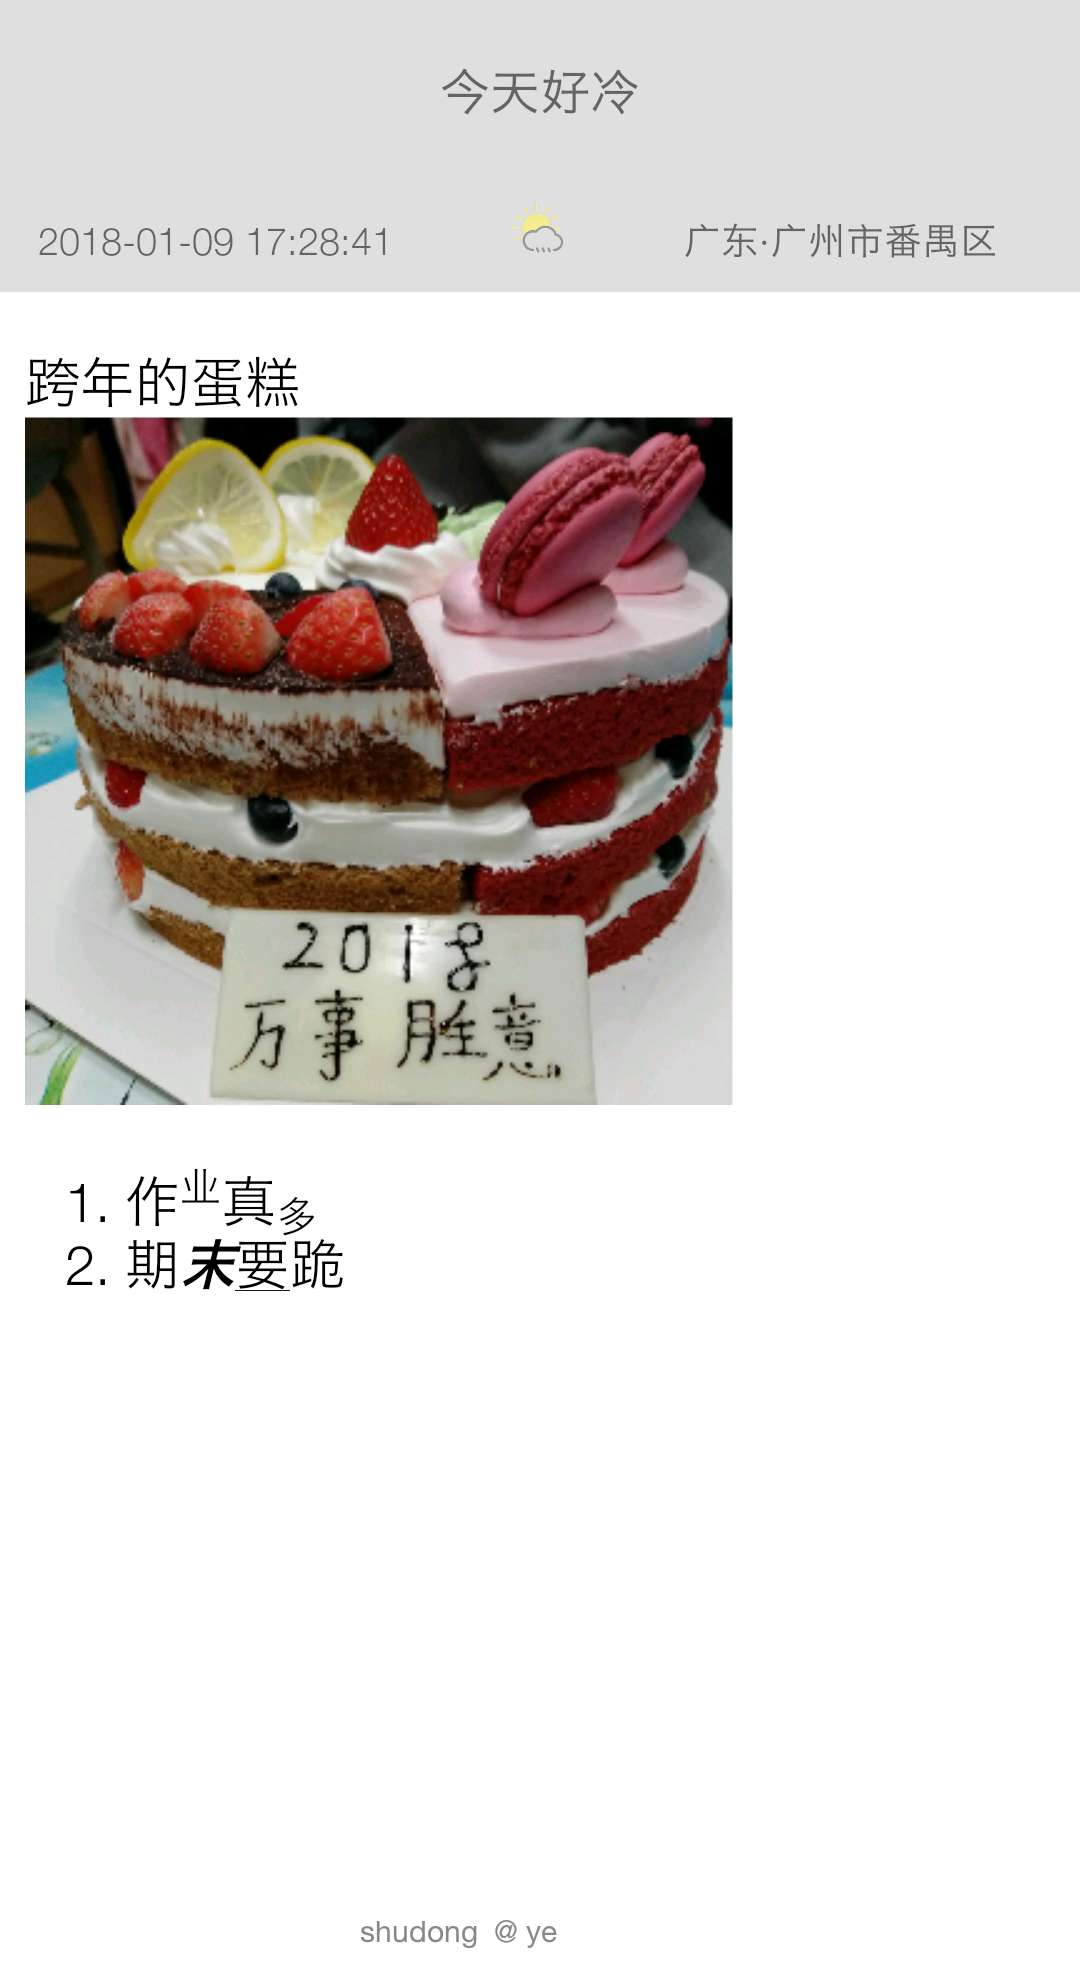 今天好冷
2018-01-09 17:28:41 广东·广州市番禺区
跨年的蛋糕
2018
万事胜意
1. 作业真多
2. 期末要跪
shudong @ ye